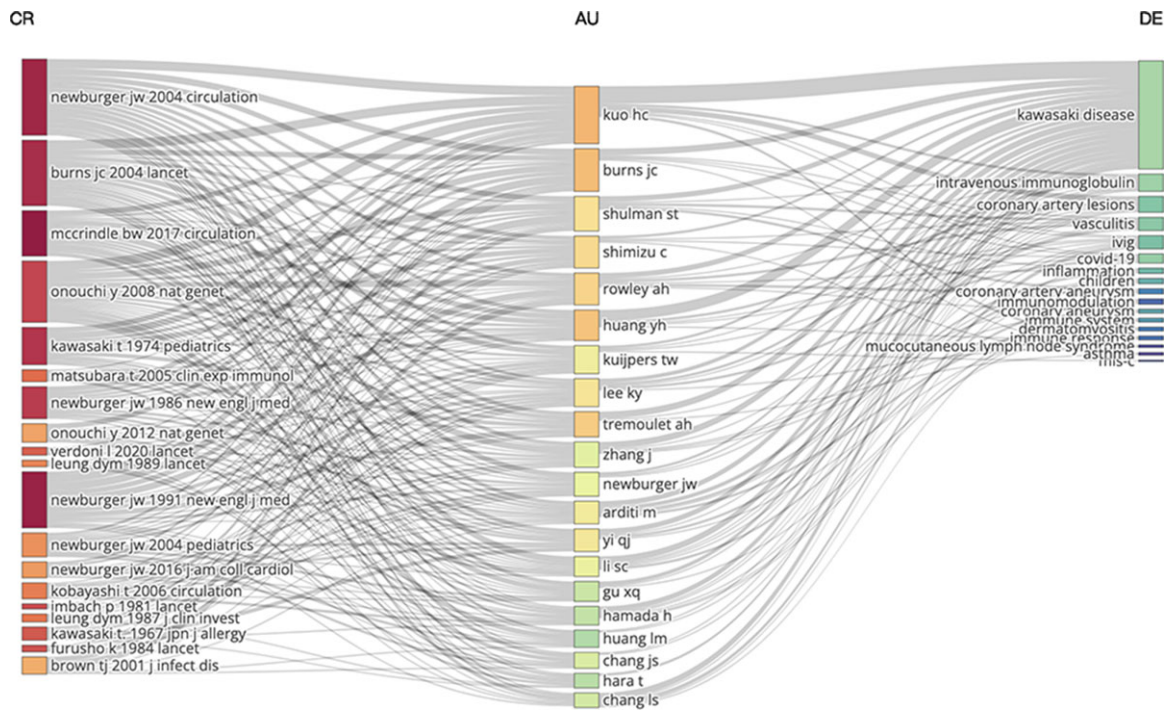 CR
AU
DE
newburger jw 2004 circulation
burns jc 2004 lancet
mccrindle bw 2017 circulation
onouchi y 2008 nat genet
kawasaki t 1974 pediatrics
matsubara t 2005 clin exp immunol
newburger jw 1986 new engl j med
onouchi y 2012 nat genet
verdoni l 2020 lancet
leung dym 1989 lancet
newburger jw 1991 new engl j med
newburger jw 2004 pediatrics
newburger jw 2016 j am coll cardiol
kobayashi t 2006 circulation
imbach p 1981 lancet
leung dym 1987 j clin invest
kawasaki t. 1967 jpn j allergy
furusho k 1984 lancet
brown tj 2001 j infect dis
kuo hc
burns jc
shulman st
shimizu c
rowley ah
huang yh
kuijpers tw
lee ky
tremoulet ah
zhang j
newburger jw
arditi m
yi qj
li sc
gu xq
hamada h
huang lm
chang js
hara t
chang ls
kawasaki disease
intravenous immunoglobulin
coronary artery lesions
vasculitis
ivig
covid-19
inflammation
children
coronary artery aneurysm
immunomodulation
coronary aneurysm
immune system
dermatomyositis
immune response
mucocutaneous lymph node syndrome
asthma
mis-c